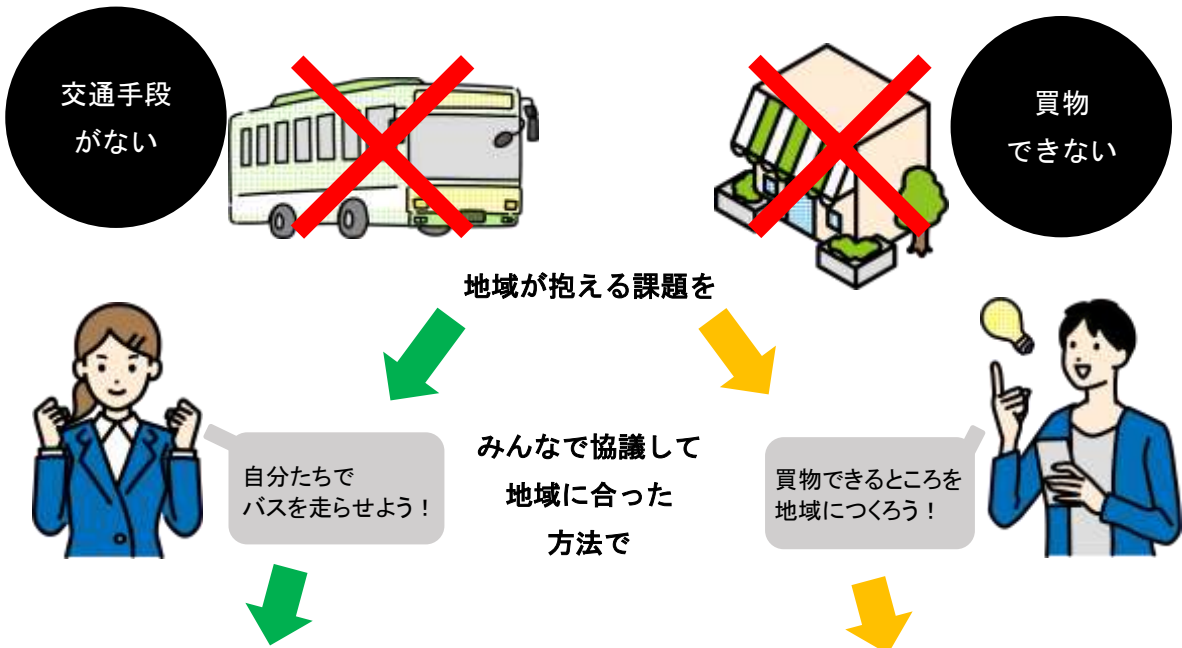 交通手段
がない
買物
できない
地域が抱える課題を
自分たちで
バスを走らせよう！
みんなで協議して
地域に合った
方法で
買物できるところを
地域につくろう！